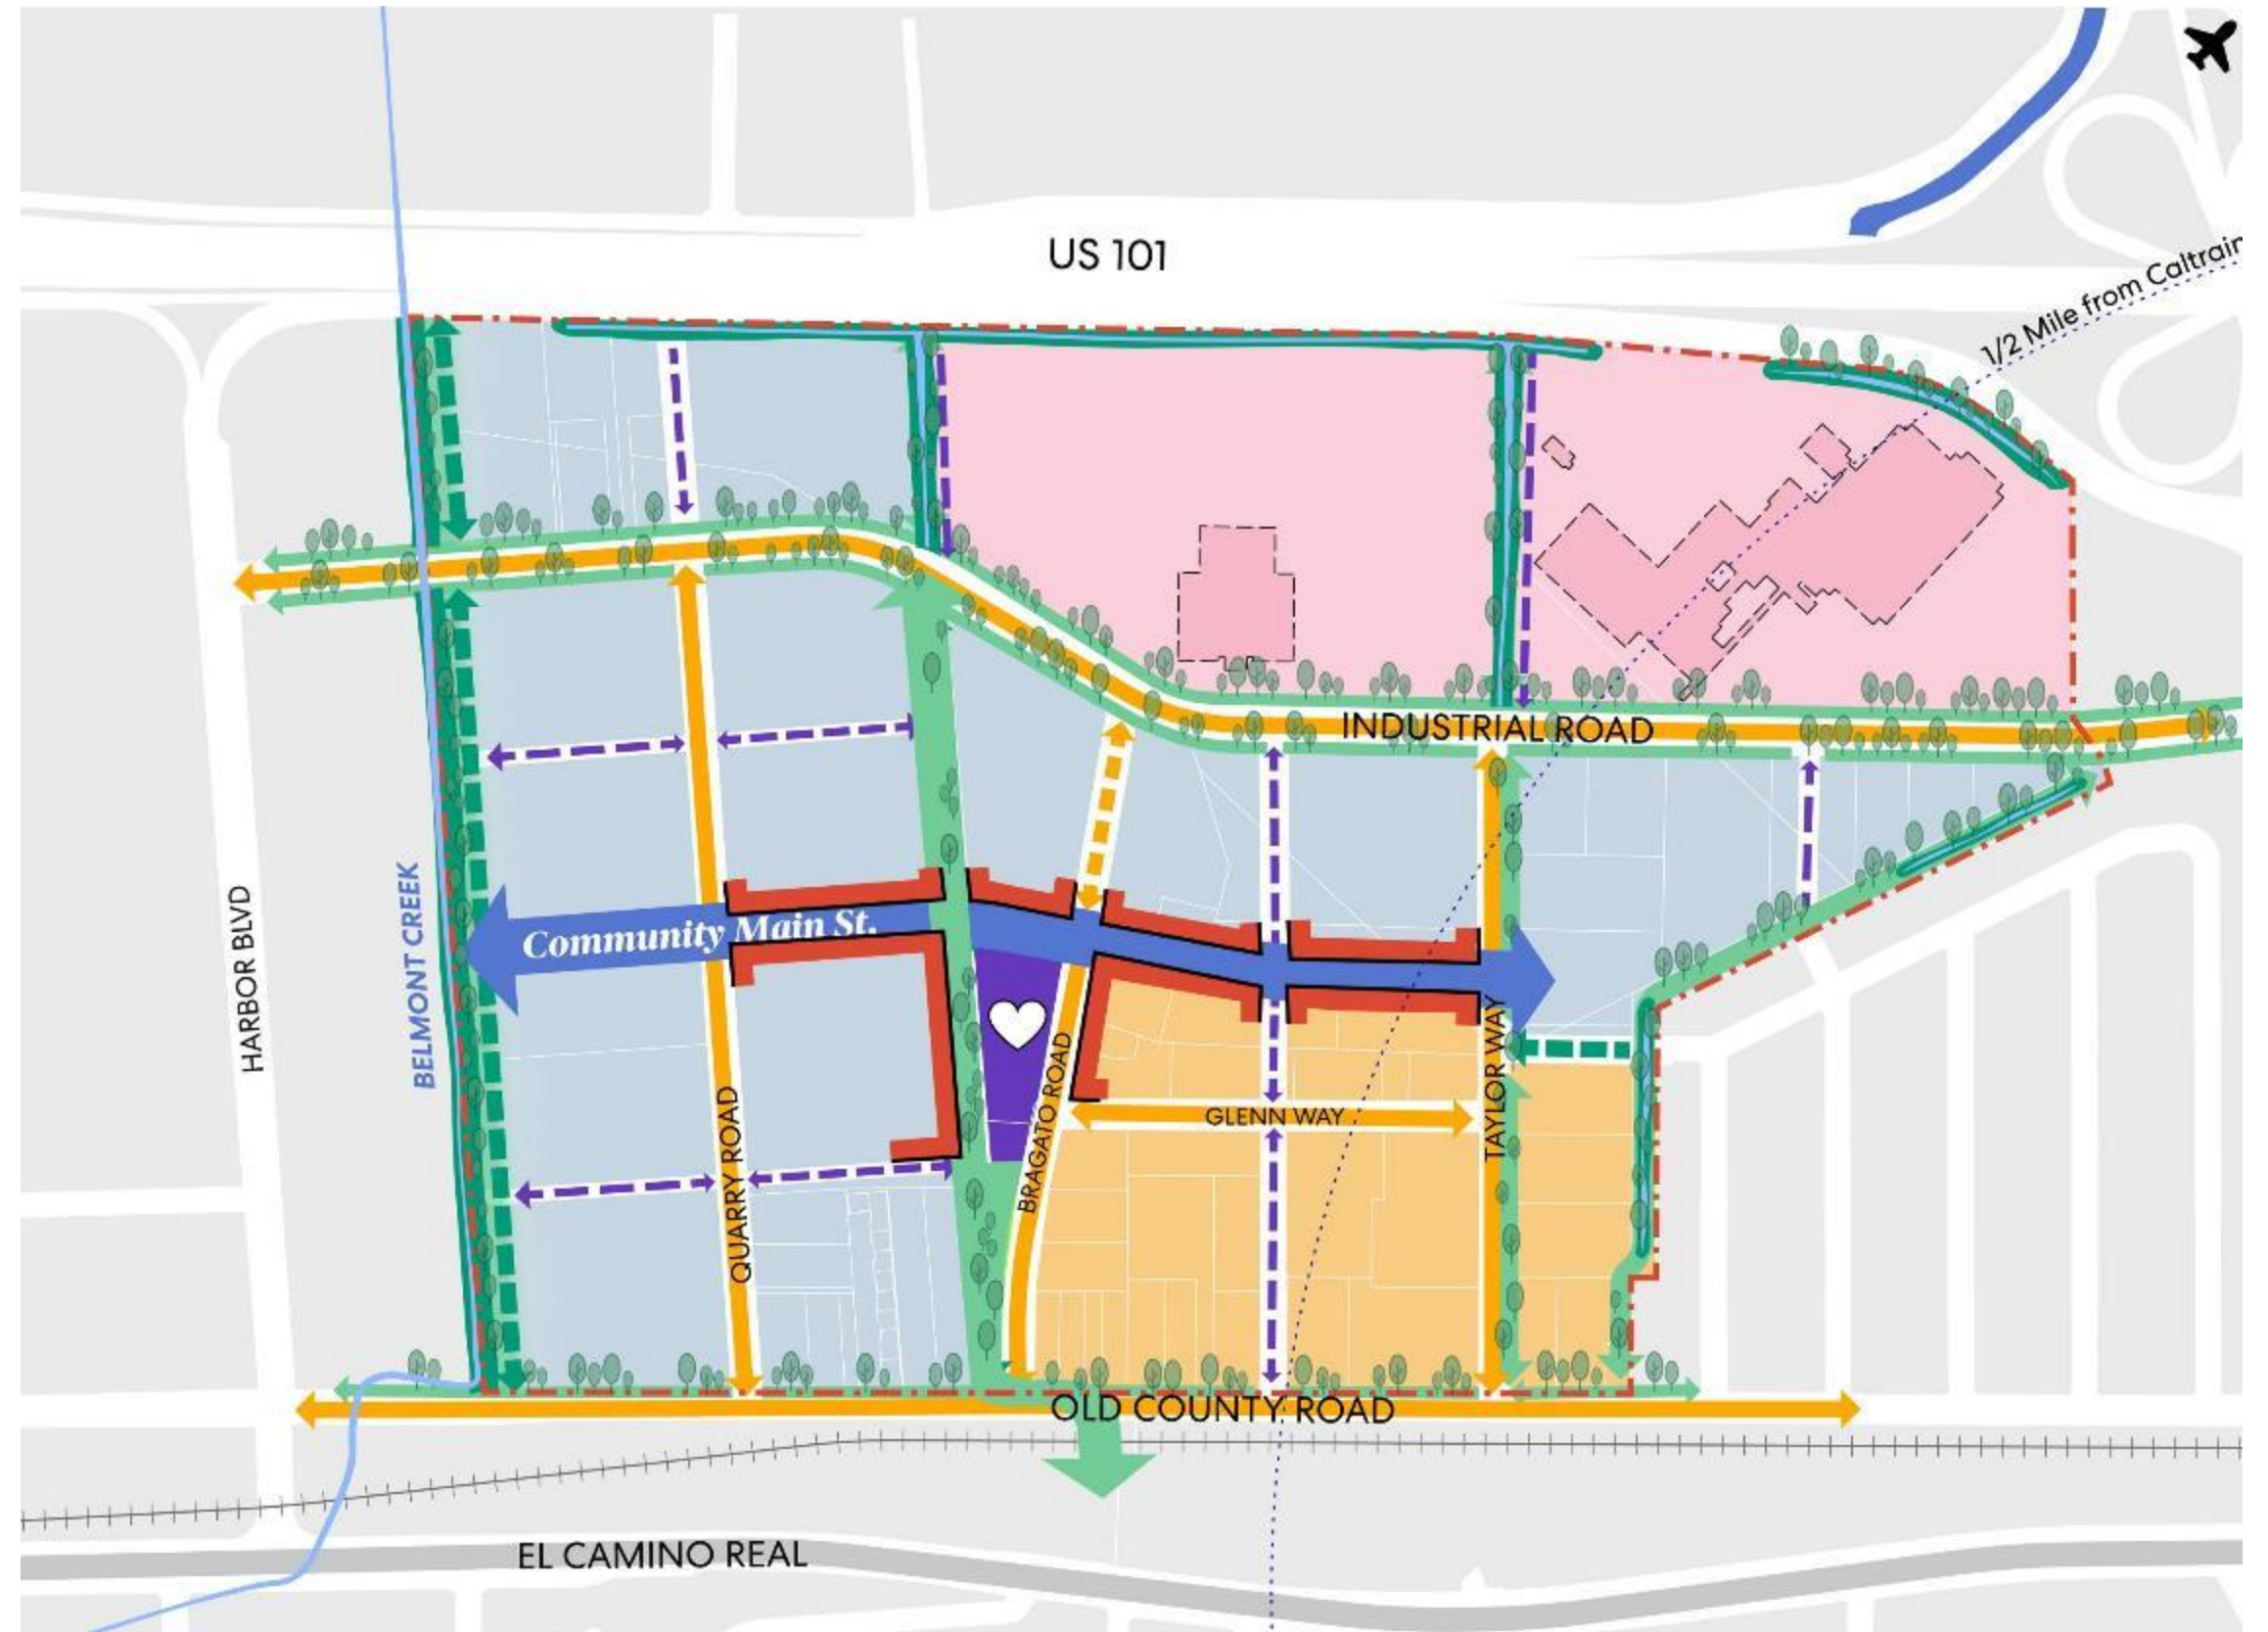 US 101
1/2 Mile from Caltrain
INDUSTRIAL ROAD
HARBOR BLVD
BELMONT CREEK
Community Main St.
QUARRY ROAD
BRAGATO ROAD
GLENN WAY
TAYLOR WAY
OLD COUNTY ROAD
EL CAMINO REAL